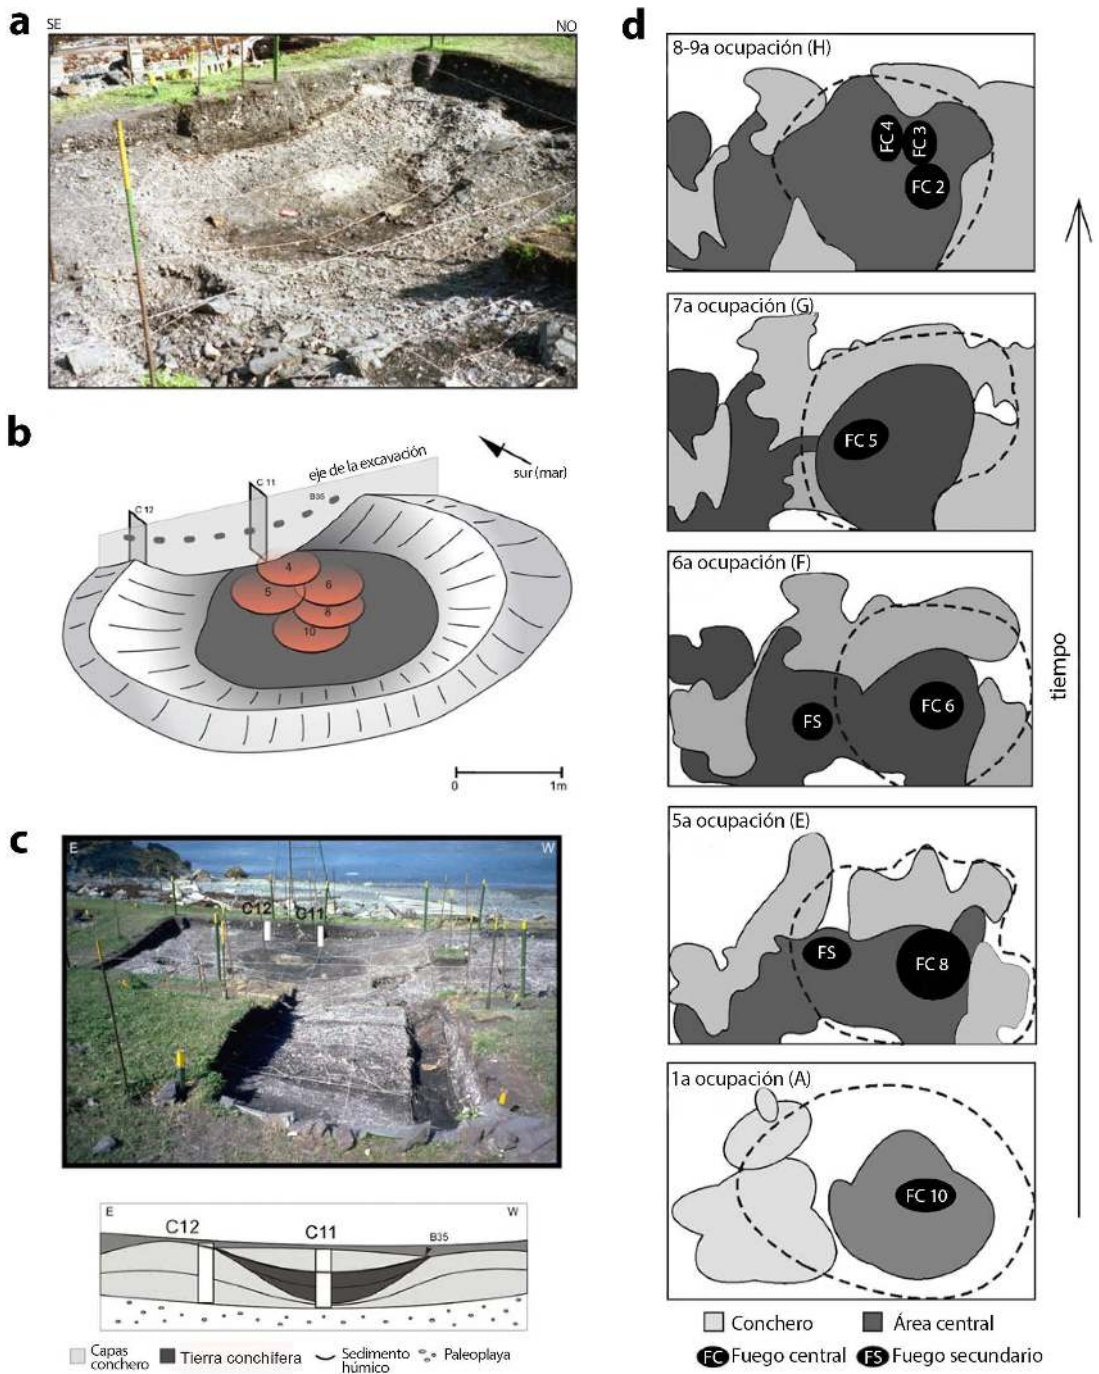 a
SE
NO
b
eje de la excavación
sur (mar)
C 11
B35
C 12
4
5
6
8
10
0
1m
c
E
W
C12
C11
E
W
C12
C11
B35
Capas conchero
Tierra conchífera
Sedimento húmico
Paleoplaya
d
8-9a ocupación (H)
FC 4
FC 3
FC 2
7a ocupación (G)
FC 5
6a ocupación (F)
FS
FC 6
5a ocupación (E)
FS
FC 8
1a ocupación (A)
FC 10
tiempo
Conchero
Área central
FC
Fuego central
FS
Fuego secundario